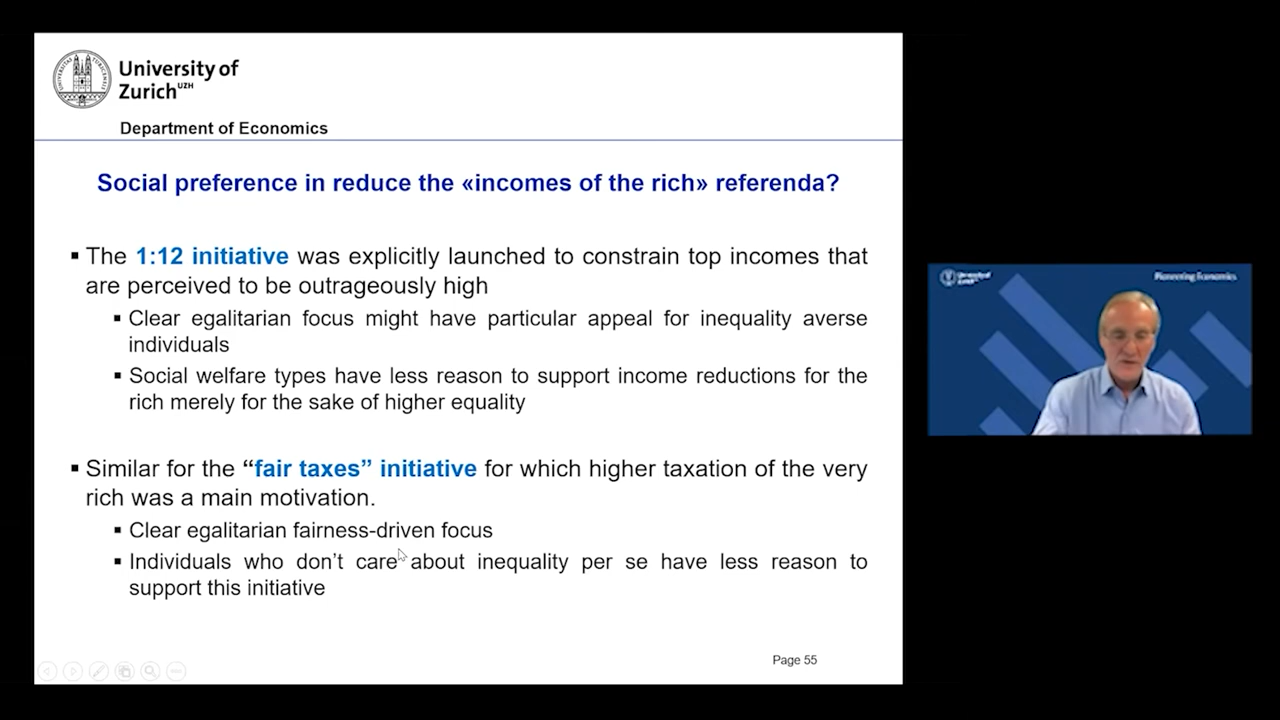 University of
Zurich UZH
Department of Economics
Social preference in reduce the «incomes of the rich» referenda?
▪ The 1:12 initiative was explicitly launched to constrain top incomes that
are perceived to be outrageously high
▪ Clear egalitarian focus might have particular appeal for inequality averse
individuals
▪ Social welfare types have less reason to support income reductions for the
rich merely for the sake of higher equality
▪ Similar for the “fair taxes” initiative for which higher taxation of the very
rich was a main motivation.
▪ Clear egalitarian fairness-driven focus
▪ Individuals who don’t care about inequality per se have less reason to
support this initiative
Page 55
University of
Zurich
Pioneering Economics